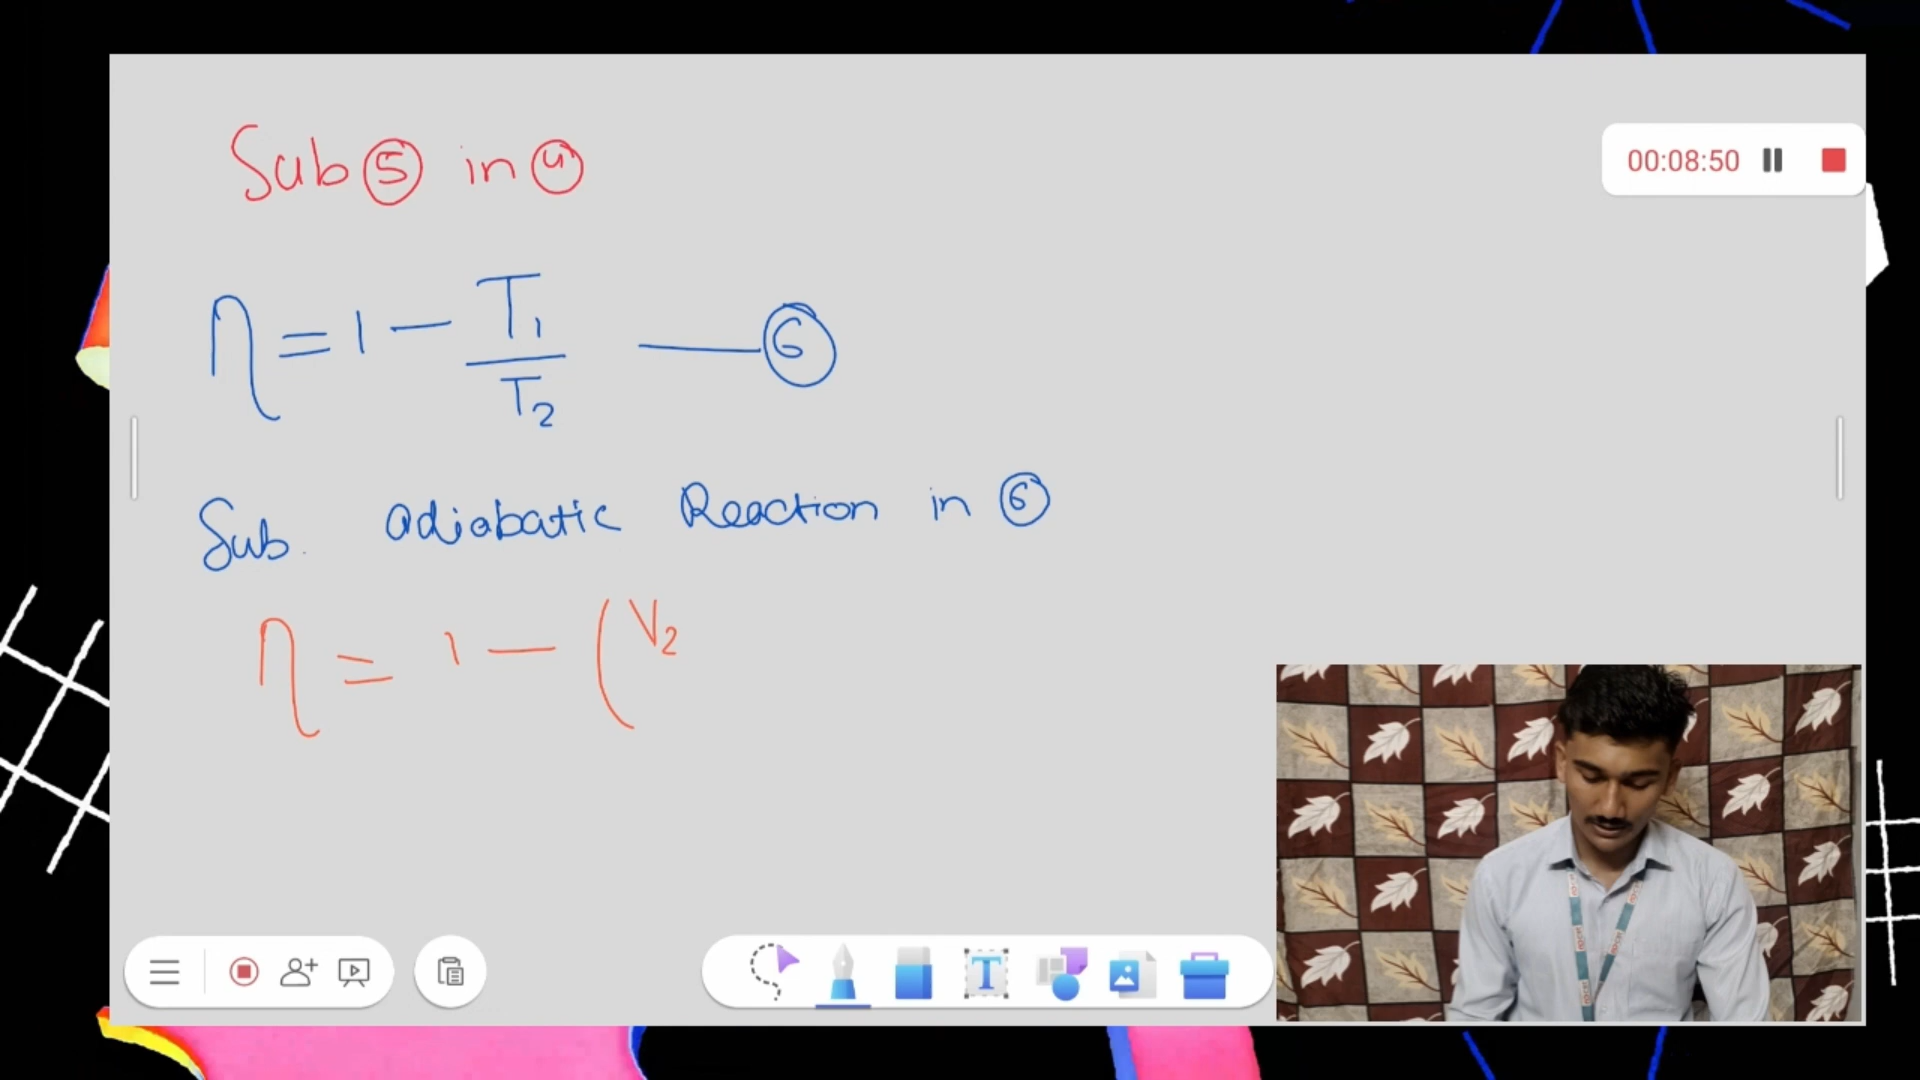 Sub ⑤ in ④
00:08:50
η = 1 - T₁/T₂ — ⑥
Sub. adiabatic Reaction in ⑥
η = 1 - (V₂
T